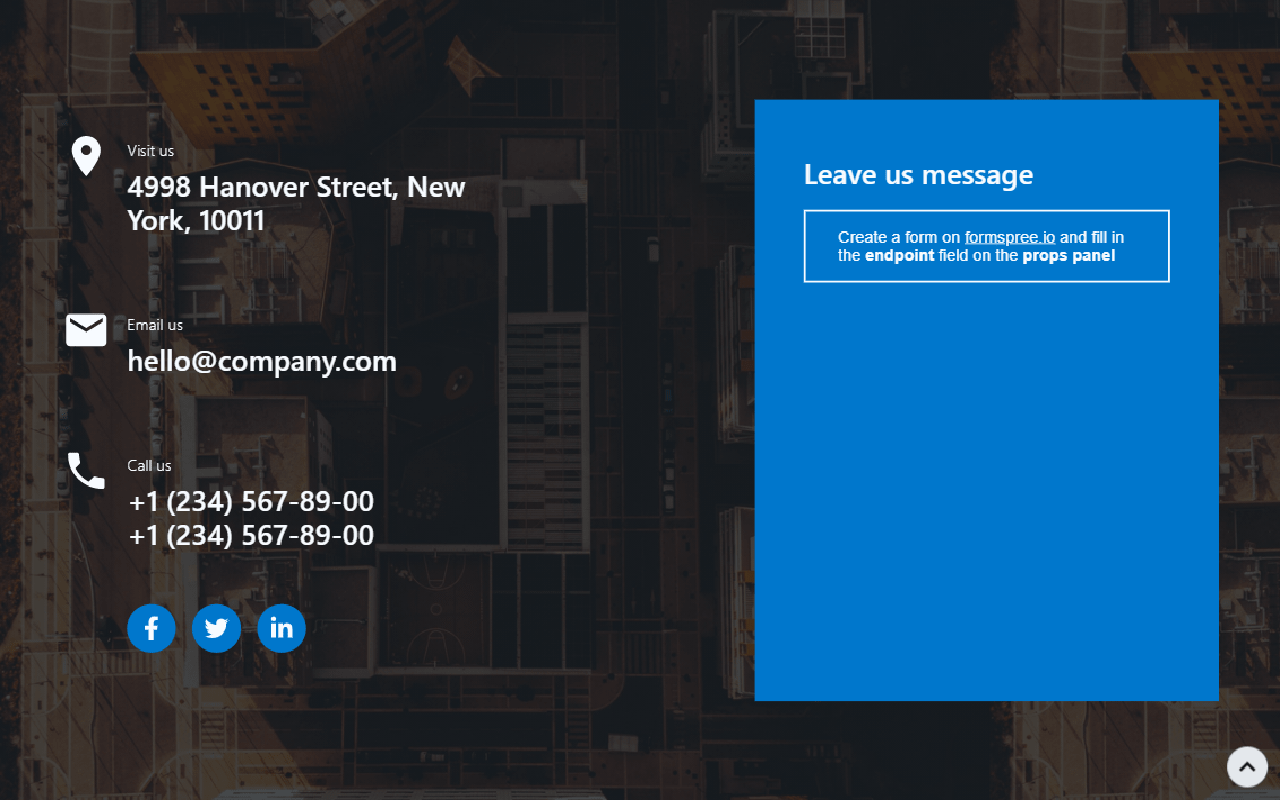 Visit us
4998 Hanover Street, New
York, 10011
Email us
hello@company.com
Call us
+1 (234) 567-89-00
+1 (234) 567-89-00
Leave us message
Create a form on formspree.io and fill in
the endpoint field on the props panel